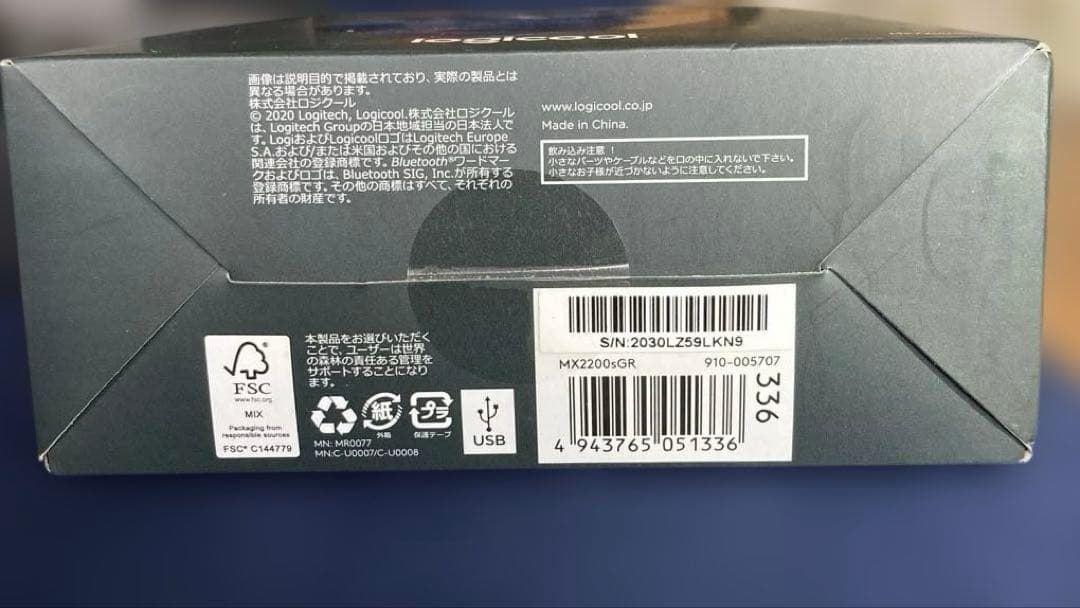 logicool
画像は説明目的で掲載されており、実際の製品とは
異なる場合があります。
株式会社ロジクール
© 2020 Logitech, Logicool.株式会社ロジクール
は、Logitech Groupの日本地域担当の日本法人で
す。LogiおよびLogicoolロゴはLogitech Europe
S.A.および/または米国およびその他の国における
関連会社の登録商標です。Bluetooth®ワードマー
クおよびロゴは、Bluetooth SIG, Inc.が所有する
登録商標です。その他の商標はすべて、それぞれの
所有者の財産です。
www.logicool.co.jp
Made in China.
飲み込み注意！
小さなパーツやケーブルなどを口の中に入れないで下さい。
小さなお子様が近づかないように注意してください。
FSC
www.fsc.org
MIX
Packaging from
responsible sources
FSC® C144779
本製品をお選びいただく
ことで、ユーザーは世界
の森林の責任ある管理を
サポートすることになり
ます。
紙
外箱
プラ
保護テープ
MN: MR0077
MN:C-U0007/C-U0008
USB
S/N:2030LZ59LKN9
MX2200sGR 910-005707
336
4 943765 051336